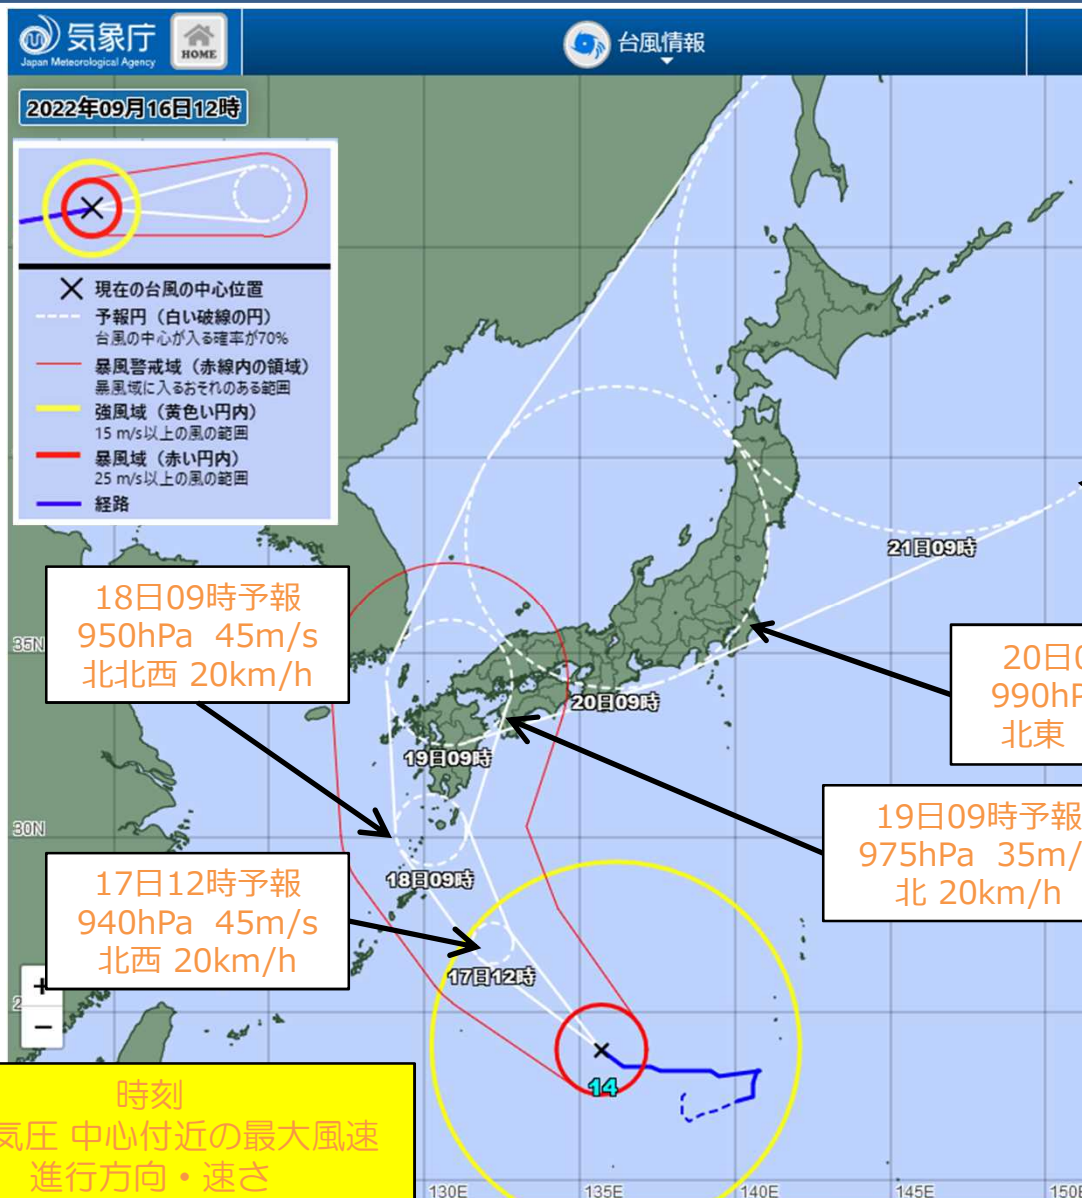 気象庁
Japan Meteorological Agency
HOME
台風情報
2022年09月16日12時
現在の台風の中心位置
予報円（白い破線の円）
台風の中心が入る確率が70%
暴風警戒域（赤線内の領域）
暴風域に入るおそれのある範囲
強風域（黄色い円内）
15 m/s以上の風の範囲
暴風域（赤い円内）
25 m/s以上の風の範囲
経路
21日09時
18日09時予報
950hPa 45m/s
北北西 20km/h
35N
20日0
990hP
北東
20日09時
19日09時
19日09時予報
975hPa 35m/
北 20km/h
30N
18日09時
17日12時予報
940hPa 45m/s
北西 20km/h
17日12時
+
2
−
14
時刻
気圧 中心付近の最大風速
進行方向・速さ
130E
135E
140E
145E
150E